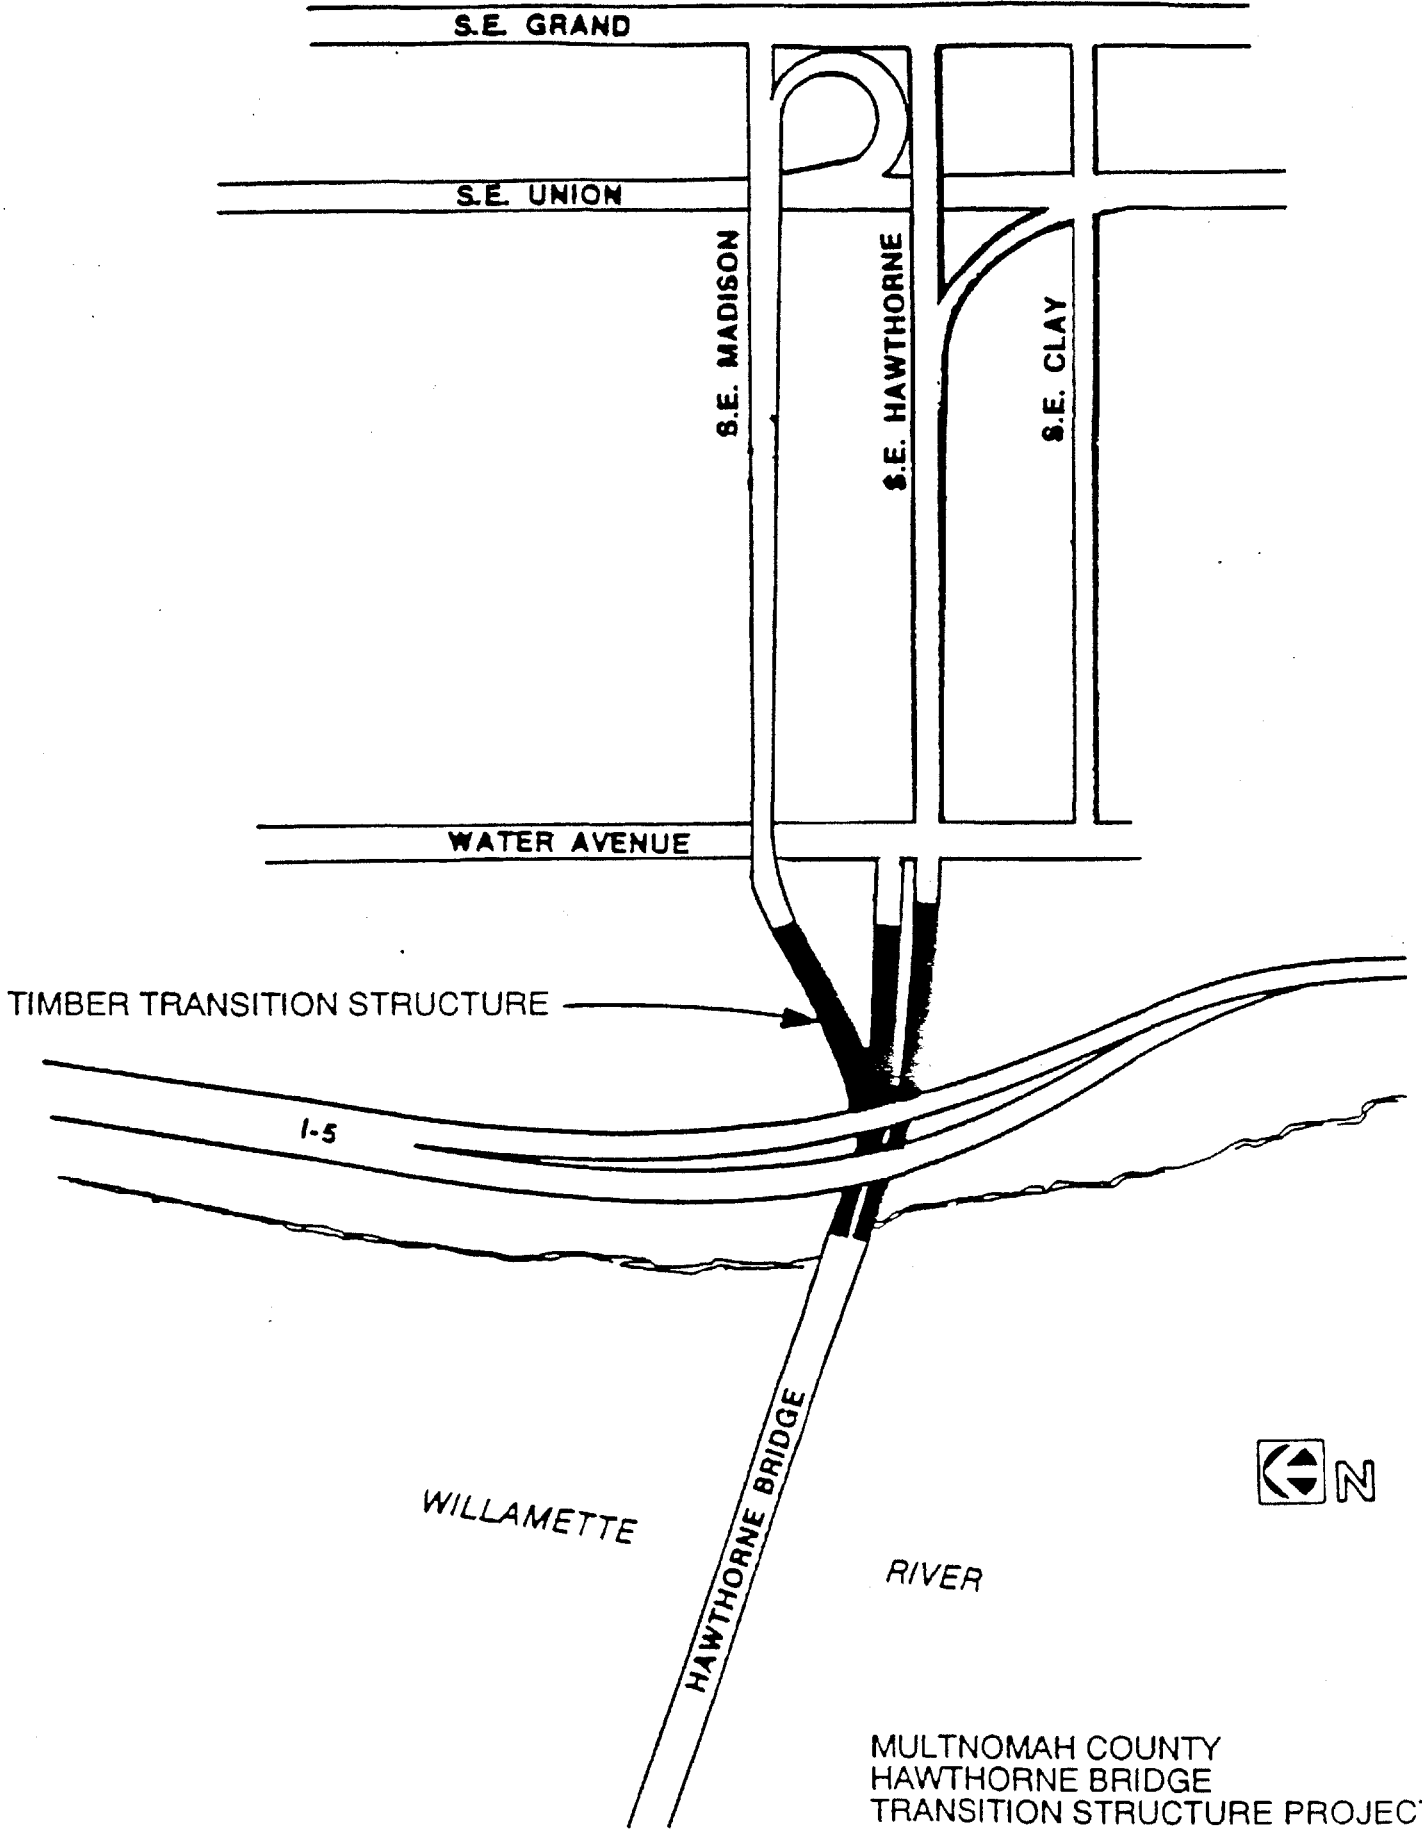 S.E. GRAND
S.E. UNION
S.E. MADISON
S.E. HAWTHORNE
S.E. CLAY
WATER AVENUE
TIMBER TRANSITION STRUCTURE
I-5
HAWTHORNE BRIDGE
WILLAMETTE
RIVER
N
MULTNOMAH COUNTY
HAWTHORNE BRIDGE
TRANSITION STRUCTURE PROJECT